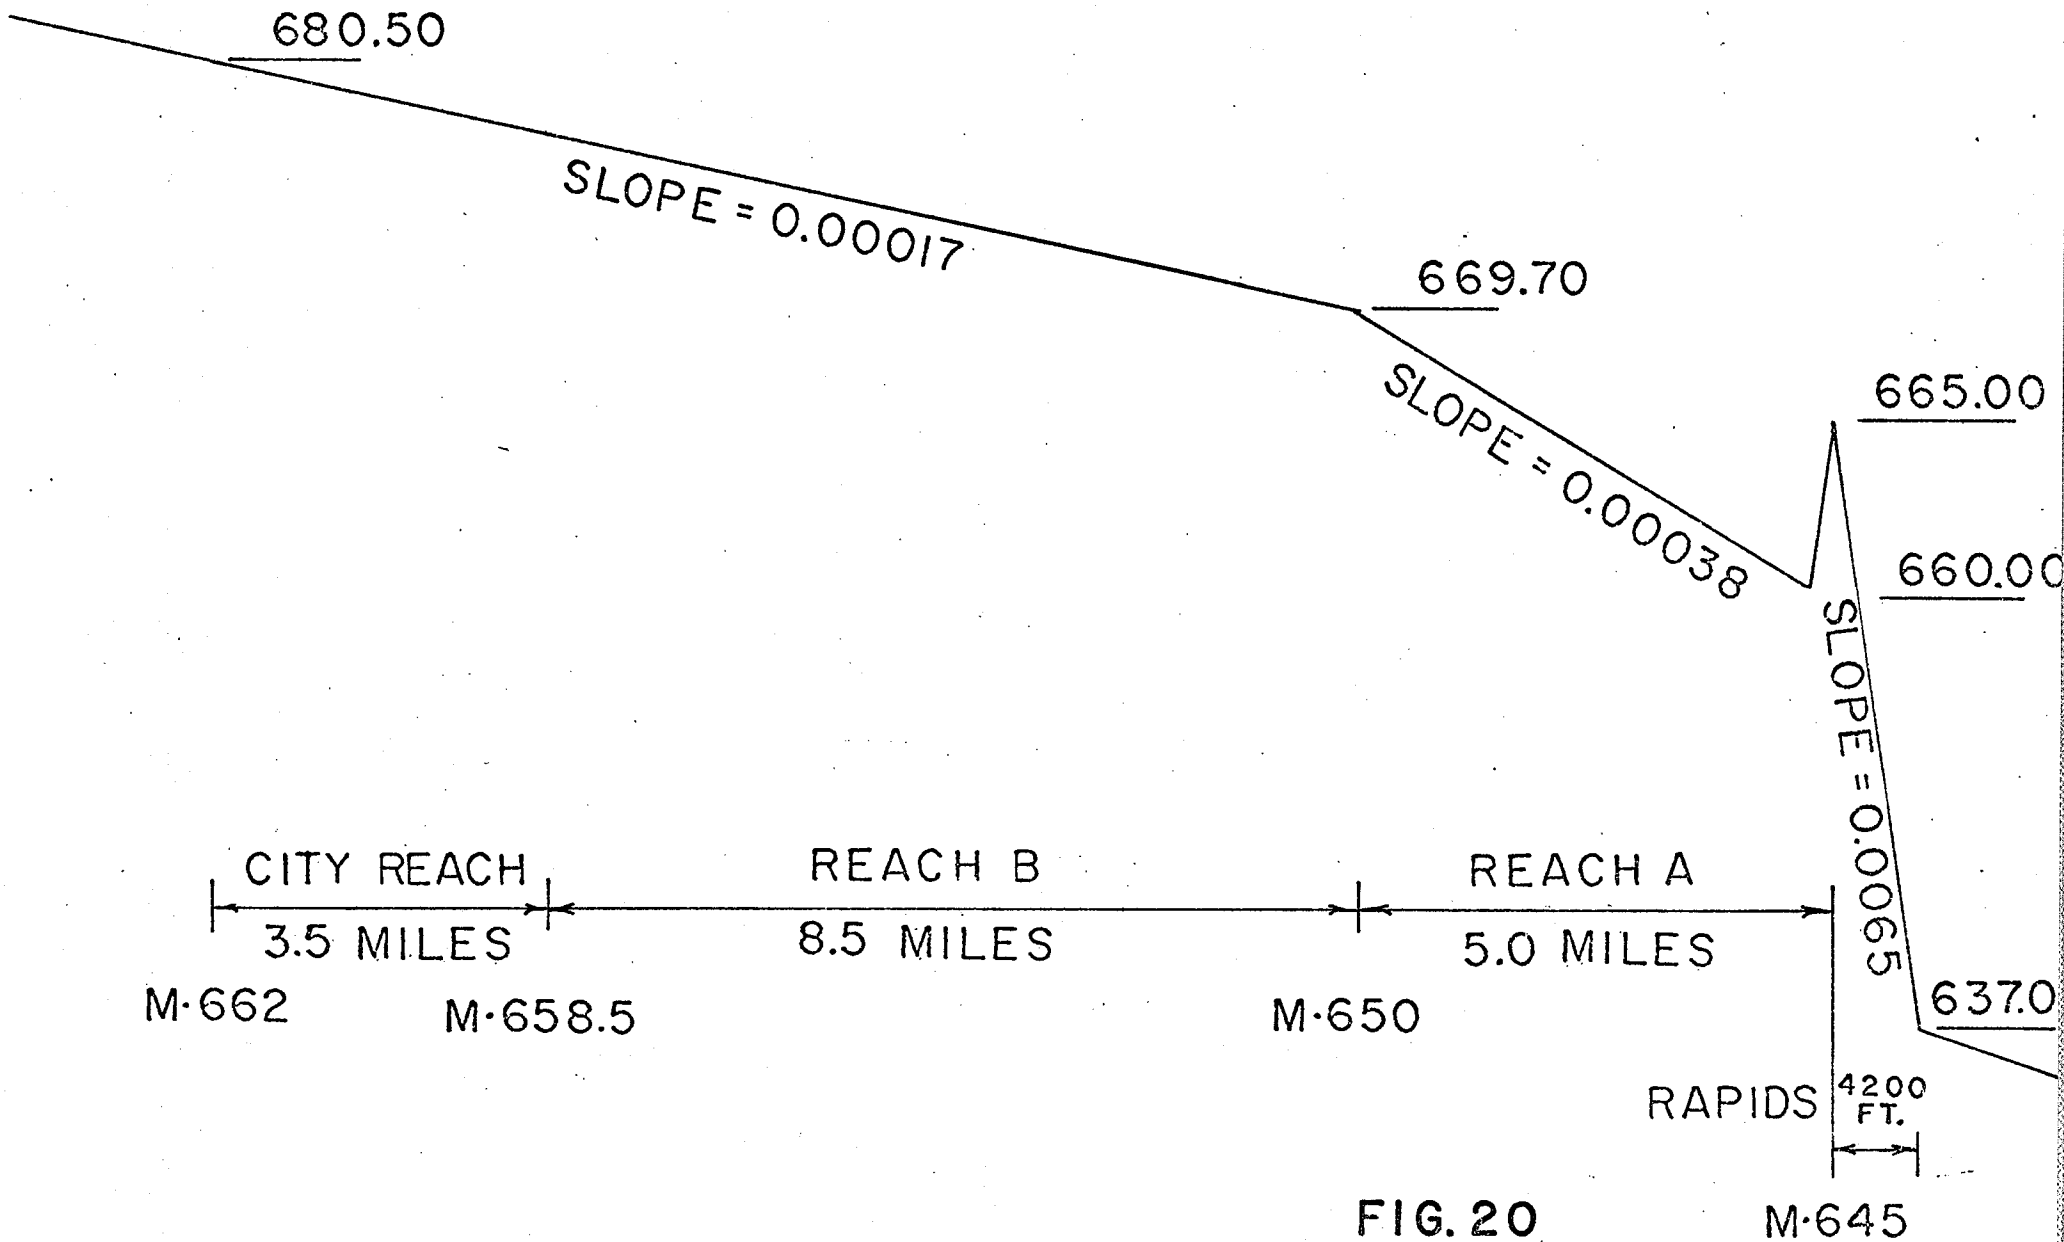 680.50
SLOPE = 0.00017
669.70
SLOPE = 0.00038
665.00
660.00
SLOPE = 0.0065
637.0
CITY REACH
3.5 MILES
REACH B
8.5 MILES
REACH A
5.0 MILES
M·662
M·658.5
M·650
RAPIDS
4200
FT.
M·645
FIG. 20